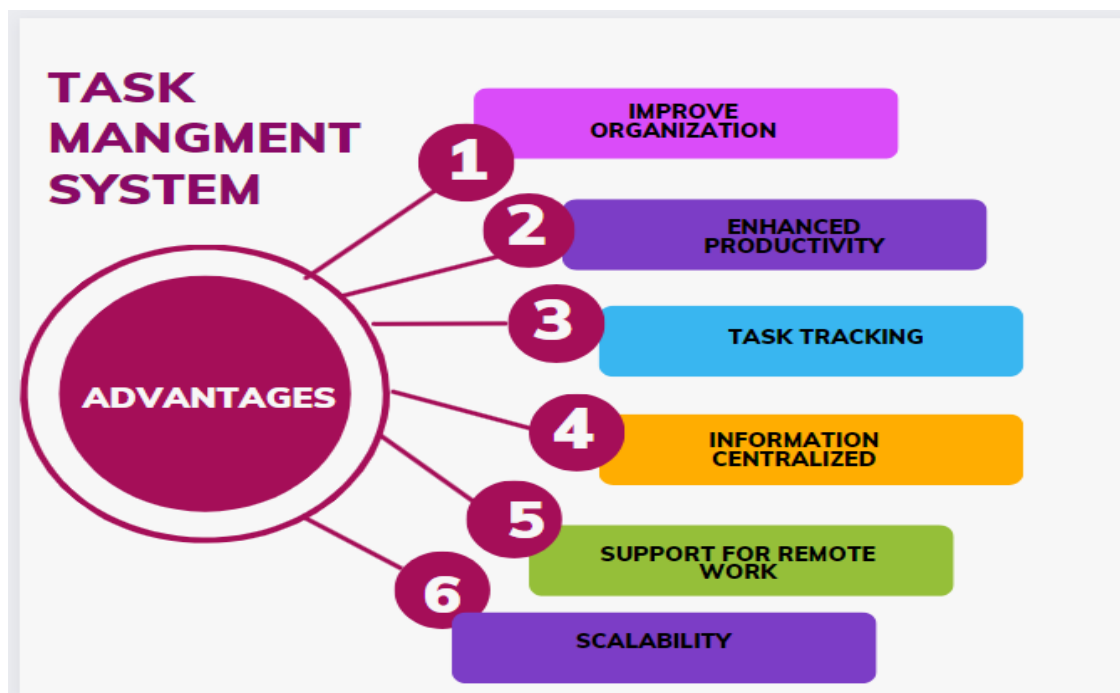 TASK
MANGMENT
SYSTEM
ADVANTAGES
1
IMPROVE
ORGANIZATION
2
ENHANCED
PRODUCTIVITY
3
TASK TRACKING
4
INFORMATION
CENTRALIZED
5
SUPPORT FOR REMOTE
WORK
6
SCALABILITY